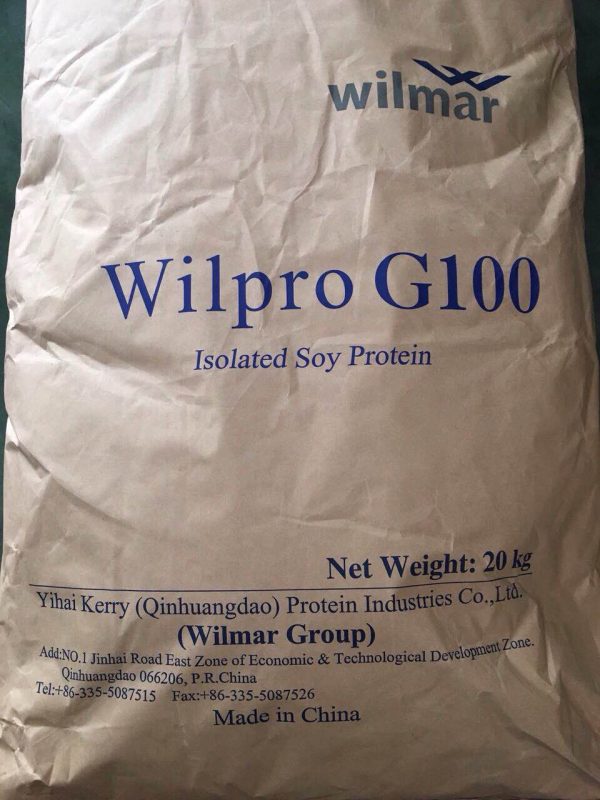 wilmar
Wilpro G100
Isolated Soy Protein
Net Weight: 20 kg
Yihai Kerry (Qinhuangdao) Protein Industries Co.,Ltd.
(Wilmar Group)
Add:NO.1 Jinhai Road East Zone of Economic & Technological Development Zone.
Qinhuangdao 066206, P.R.China
Tel:+86-335-5087515 Fax:+86-335-5087526
Made in China